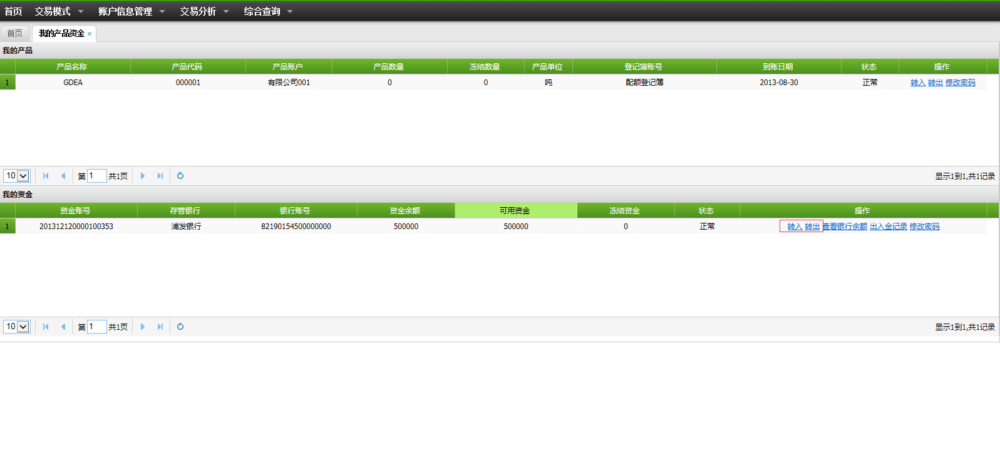 首页 交易模式 账户信息管理 交易分析 综合查询
首页 我的产品资金 ×
我的产品
产品名称 产品代码 产品账户 产品数量 冻结数量 产品单位 登记薄账号 到账日期 状态 操作
1 GDEA 000001 有限公司001 0 0 吨 配额登记簿 2013-08-30 正常 转入 转出 修改密码
10 第 1 共1页 显示1到1,共1记录
我的资金
资金账号 存管银行 银行账号 资金余额 可用资金 冻结资金 状态 操作
1 201312120000100353 浦发银行 82190154500000000 500000 500000 0 正常 转入 转出 查看银行余额 出入金记录 修改密码
10 第 1 共1页 显示1到1,共1记录